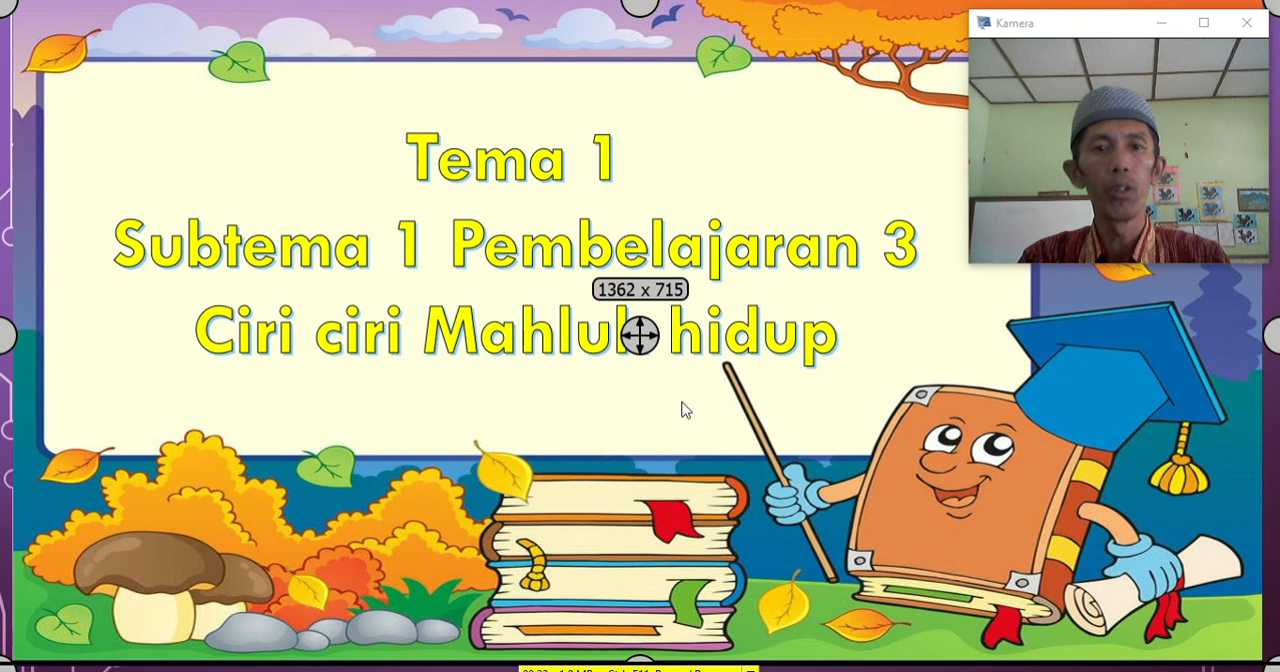 Kamera
Tema 1
Subtema 1 Pembelajaran 3
1362 x 715
Ciri ciri Mahluk hidup